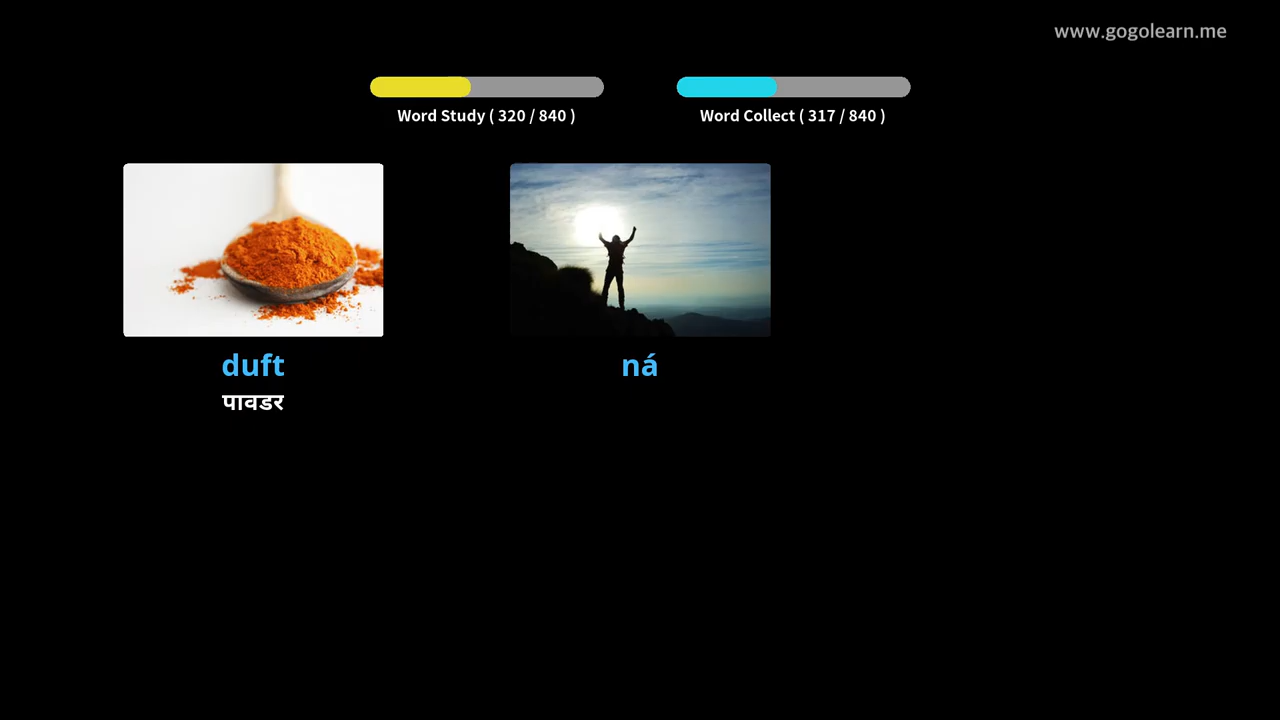 www.gogolearn.me
Word Study ( 320 / 840 )
Word Collect ( 317 / 840 )
duft
पावडर
ná